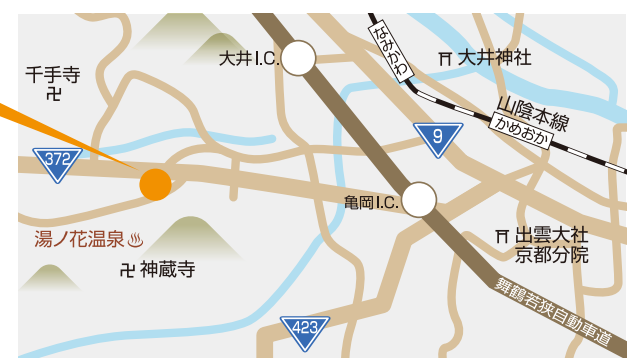 大井I.C.
なみかわ
大井神社
千手寺
山陰本線
かめおか
9
372
亀岡I.C.
湯ノ花温泉
神蔵寺
出雲大社
京都分院
舞鶴若狭自動車道
423